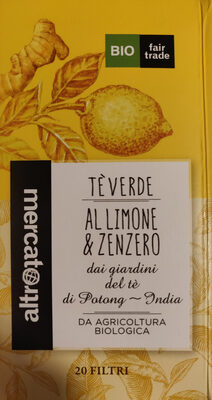 BIO
fair
trade
altromercato
TÈ VERDE
AL LIMONE
& ZENZERO
dai giardini
del tè
di Potong ~ India
DA AGRICOLTURA
BIOLOGICA
20 FILTRI